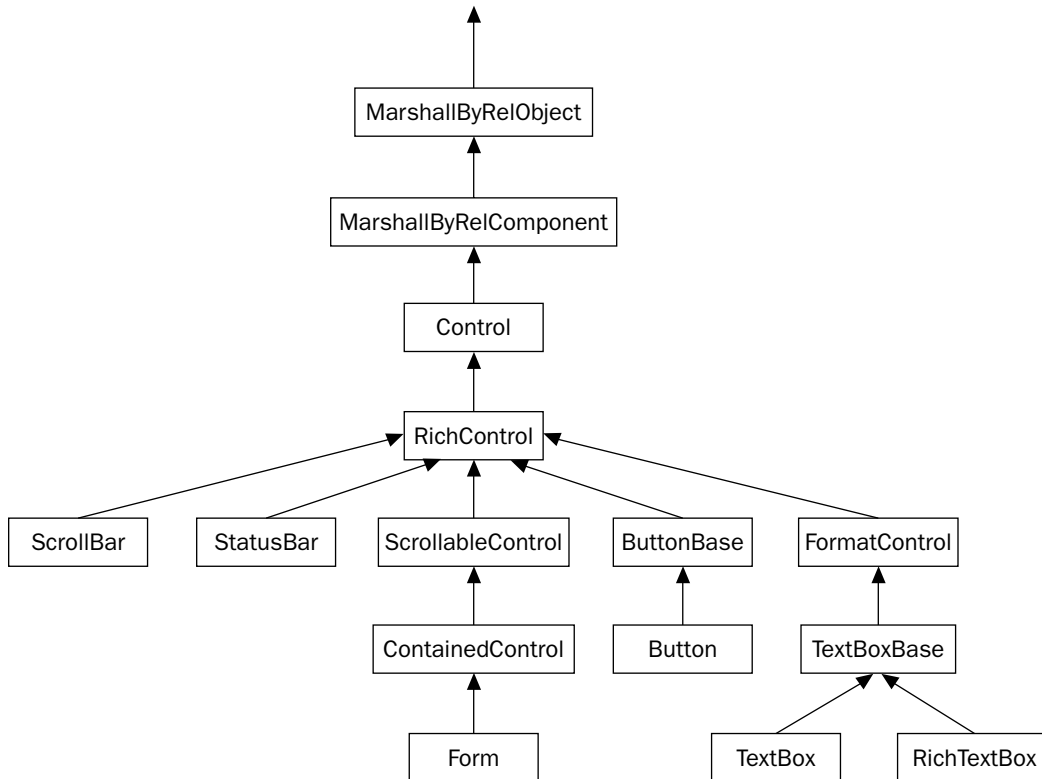 MarshallByRelObject
MarshallByRelComponent
Control
RichControl
ScrollBar
StatusBar
ScrollableControl
ButtonBase
FormatControl
ContainedControl
Button
TextBoxBase
Form
TextBox
RichTextBox